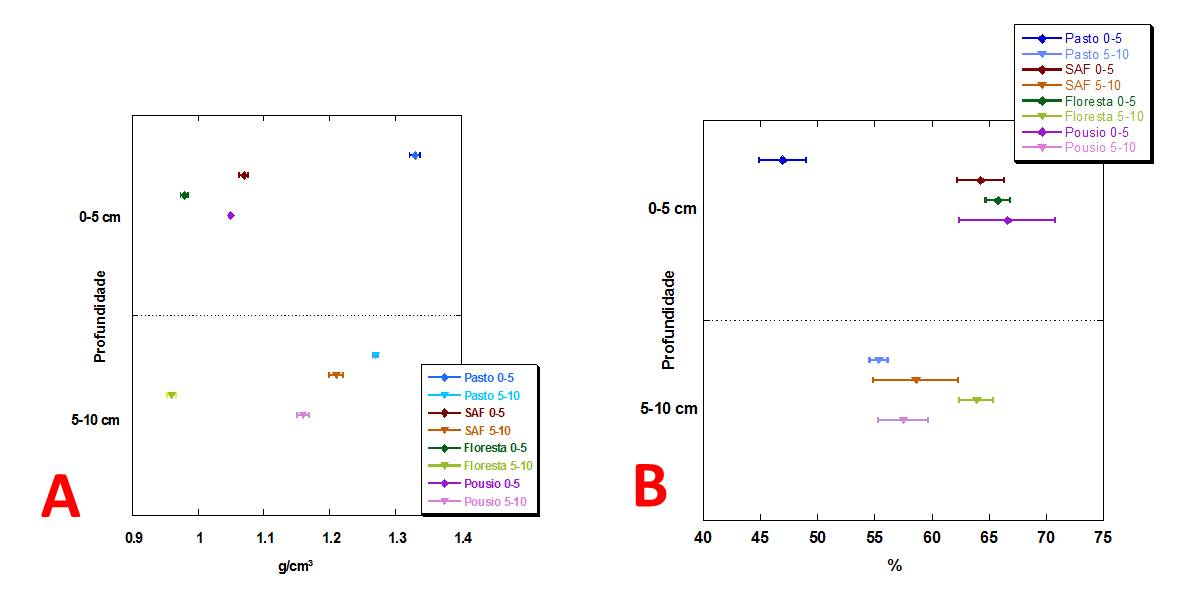 0-5 cm
Profundidade
5-10 cm
A
Pasto 0-5
Pasto 5-10
SAF 0-5
SAF 5-10
Floresta 0-5
Floresta 5-10
Pousio 0-5
Pousio 5-10
0.9 1 1.1 1.2 1.3 1.4
g/cm³
Pasto 0-5
Pasto 5-10
SAF 0-5
SAF 5-10
Floresta 0-5
Floresta 5-10
Pousio 0-5
Pousio 5-10
0-5 cm
Profundidade
5-10 cm
B
40 45 50 55 60 65 70 75
%